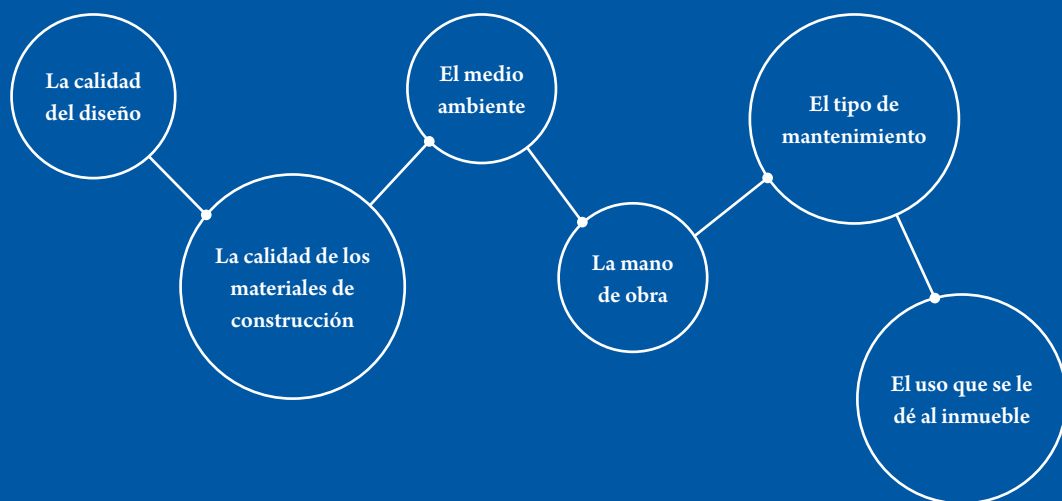 La calidad
del diseño
La calidad de los
materiales de
construcción
El medio
ambiente
La mano
de obra
El tipo de
mantenimiento
El uso que se le
dé al inmueble